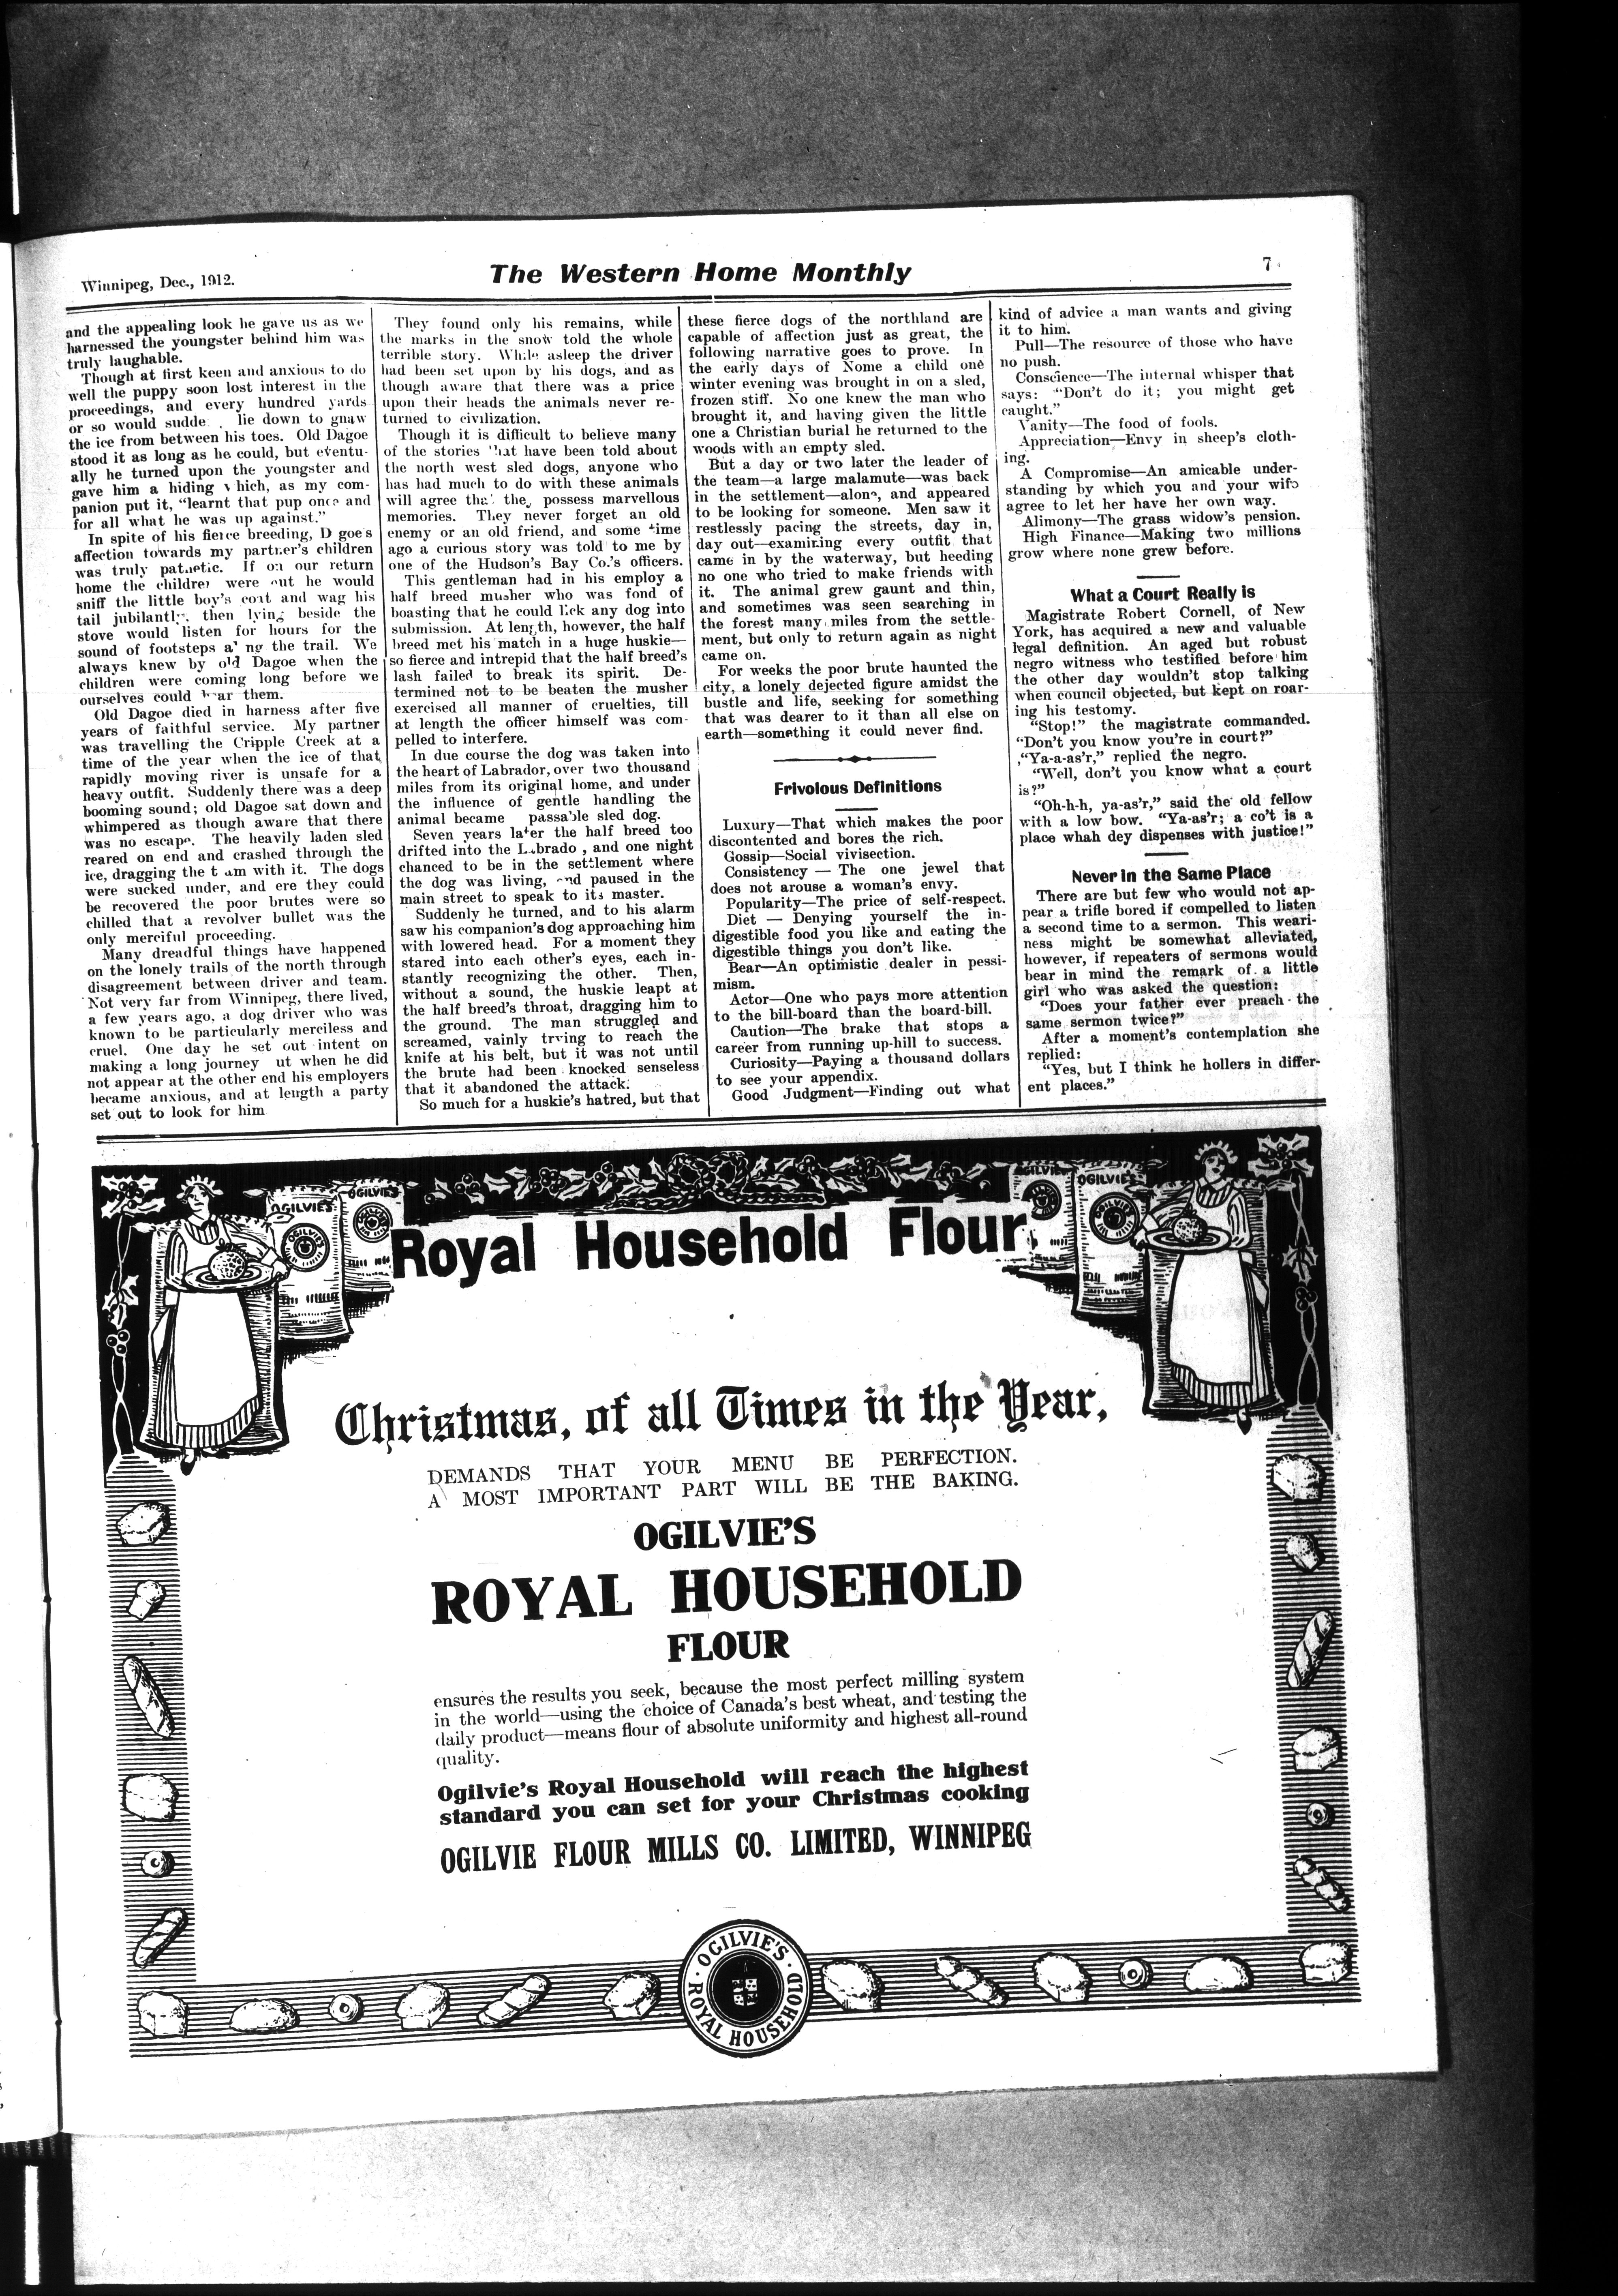 Winnipeg, Dec., 1912.
The Western Home Monthly
7
and the appealing look he gave us as we
harnessed the youngster behind him was
truly laughable.
Though at first keen and anxious to do
well the puppy soon lost interest in the
proceedings, and every hundred yards
or so would sudde lie down to gnaw
the ice from between his toes. Old Dagoe
stood it as long as he could, but eventu-
ally he turned upon the youngster and
gave him a hiding which, as my com-
panion put it, "learnt that pup once and
for all what he was up against."
In spite of his fierce breeding, D goe's
affection towards my partner's children
was truly pathetic. If on our return
home the children were out he would
sniff the little boy's coat and wag his
tail jubilantly, then lying beside the
stove would listen for hours for the
sound of footsteps a' ng the trail. We
always knew by old Dagoe when the
children were coming long before we
ourselves could hear them.
Old Dagoe died in harness after five
years of faithful service. My partner
was travelling the Cripple Creek at a
time of the year when the ice of that
rapidly moving river is unsafe for a
heavy outfit. Suddenly there was a deep
booming sound; old Dagoe sat down and
whimpered as though aware that there
was no escape. The heavily laden sled
reared on end and crashed through the
ice, dragging the t am with it. The dogs
were sucked under, and ere they could
be recovered the poor brutes were so
chilled that a revolver bullet was the
only merciful proceeding.
Many dreadful things have happened
on the lonely trails of the north through
disagreement between driver and team.
Not very far from Winnipeg, there lived,
a few years ago, a dog driver who was
known to be particularly merciless and
cruel. One day he set out intent on
making a long journey ut when he did
not appear at the other end his employers
became anxious, and at length a party
set out to look for him
They found only his remains, while
the marks in the snow told the whole
terrible story. While asleep the driver
had been set upon by his dogs, and as
though aware that there was a price
upon their heads the animals never re-
turned to civilization.
Though it is difficult to believe many
of the stories that have been told about
the north west sled dogs, anyone who
has had much to do with these animals
will agree that they possess marvellous
memories. They never forget an old
enemy or an old friend, and some time
ago a curious story was told to me by
one of the Hudson's Bay Co.'s officers.
This gentleman had in his employ a
half breed musher who was fond of
boasting that he could lick any dog into
submission. At length, however, the half
breed met his match in a huge huskie—
so fierce and intrepid that the half breed's
lash failed to break its spirit. De-
termined not to be beaten the musher
exercised all manner of cruelties, till
at length the officer himself was com-
pelled to interfere.
In due course the dog was taken into
the heart of Labrador, over two thousand
miles from its original home, and under
the influence of gentle handling the
animal became passable sled dog.
Seven years later the half breed too
drifted into the Labrado , and one night
chanced to be in the settlement where
the dog was living, and paused in the
main street to speak to its master.
Suddenly he turned, and to his alarm
saw his companion's dog approaching him
with lowered head. For a moment they
stared into each other's eyes, each in-
stantly recognizing the other. Then,
without a sound, the huskie leapt at
the half breed's throat, dragging him to
the ground. The man struggled and
screamed, vainly trying to reach the
knife at his belt, but it was not until
the brute had been knocked senseless
that it abandoned the attack.
So much for a huskie's hatred, but that
these fierce dogs of the northland are
capable of affection just as great, the
following narrative goes to prove. In
the early days of Nome a child one
winter evening was brought in on a sled,
frozen stiff. No one knew the man who
brought it, and having given the little
one a Christian burial he returned to the
woods with an empty sled.
But a day or two later the leader of
the team—a large malamute—was back
in the settlement—alone, and appeared
to be looking for someone. Men saw it
restlessly pacing the streets, day in,
day out—examining every outfit that
came in by the waterway, but heeding
no one who tried to make friends with
it. The animal grew gaunt and thin,
and sometimes was seen searching in
the forest many miles from the settle-
ment, but only to return again as night
came on.
For weeks the poor brute haunted the
city, a lonely dejected figure amidst the
bustle and life, seeking for something
that was dearer to it than all else on
earth—something it could never find.
Frivolous Definitions
Luxury—That which makes the poor
discontented and bores the rich.
Gossip—Social vivisection.
Consistency — The one jewel that
does not arouse a woman's envy.
Popularity—The price of self-respect.
Diet — Denying yourself the in-
digestible food you like and eating the
digestible things you don't like.
Bear—An optimistic dealer in pessi-
mism.
Actor—One who pays more attention
to the bill-board than the board-bill.
Caution—The brake that stops a
career from running up-hill to success.
Curiosity—Paying a thousand dollars
to see your appendix.
Good Judgment—Finding out what
kind of advice a man wants and giving
it to him.
Pull—The resource of those who have
no push.
Conscience—The internal whisper that
says: "Don't do it; you might get
caught."
Vanity—The food of fools.
Appreciation—Envy in sheep's cloth-
ing.
A Compromise—An amicable under-
standing by which you and your wife
agree to let her have her own way.
Alimony—The grass widow's pension.
High Finance—Making two millions
grow where none grew before.
What a Court Really is
Magistrate Robert Cornell, of New
York, has acquired a new and valuable
legal definition. An aged but robust
negro witness who testified before him
the other day wouldn't stop talking
when council objected, but kept on roar-
ing his testomy.
"Stop!" the magistrate commanded.
"Don't you know you're in court?"
"Ya-a-as'r," replied the negro.
"Well, don't you know what a court
is?"
"Oh-h-h, ya-as'r," said the old fellow
with a low bow. "Ya-as'r; a co't is a
place whah dey dispenses with justice!"
Never in the Same Place
There are but few who would not ap-
pear a trifle bored if compelled to listen
a second time to a sermon. This weari-
ness might be somewhat alleviated,
however, if repeaters of sermons would
bear in mind the remark of a little
girl who was asked the question:
"Does your father ever preach the
same sermon twice?"
After a moment's contemplation she
replied:
"Yes, but I think he hollers in differ-
ent places."
OGILVIE'S
OGILVIE'S
OGILVIE'S
OGILVIE'S
Royal Household Flour
Christmas, of all Times in the Year,
DEMANDS THAT YOUR MENU BE PERFECTION.
A MOST IMPORTANT PART WILL BE THE BAKING.
OGILVIE'S
ROYAL HOUSEHOLD
FLOUR
ensures the results you seek, because the most perfect milling system
in the world—using the choice of Canada's best wheat, and testing the
daily product—means flour of absolute uniformity and highest all-round
quality.
Ogilvie's Royal Household will reach the highest
standard you can set for your Christmas cooking
OGILVIE FLOUR MILLS CO. LIMITED, WINNIPEG
OGILVIE'S
ROYAL HOUSEHOLD